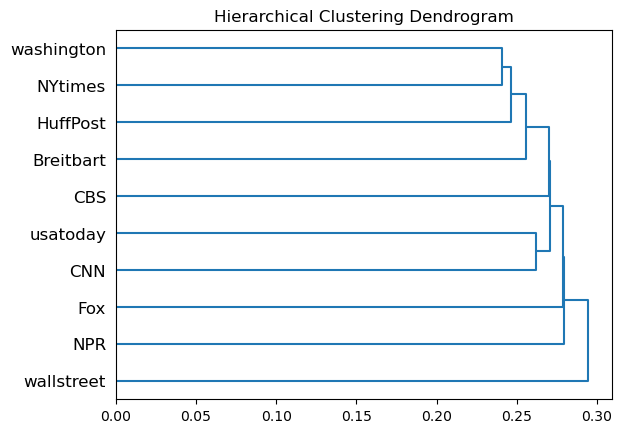 Hierarchical Clustering Dendrogram
washington
NYtimes
HuffPost
Breitbart
CBS
usatoday
CNN
Fox
NPR
wallstreet
0.00 0.05 0.10 0.15 0.20 0.25 0.30